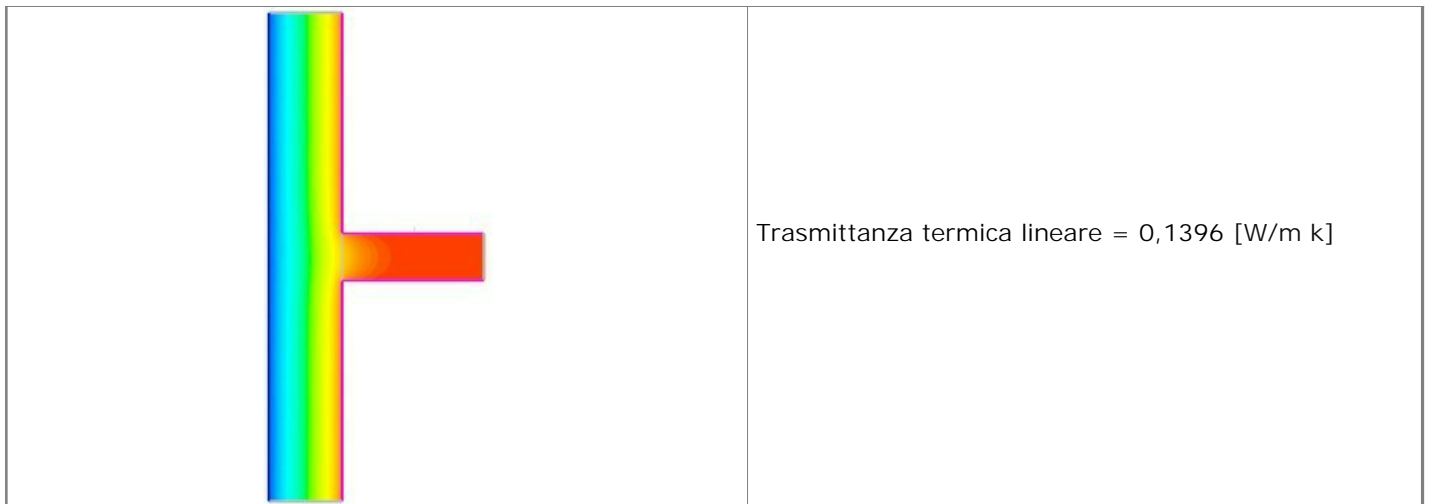 Trasmittanza termica lineare = 0,1396 [W/m k]